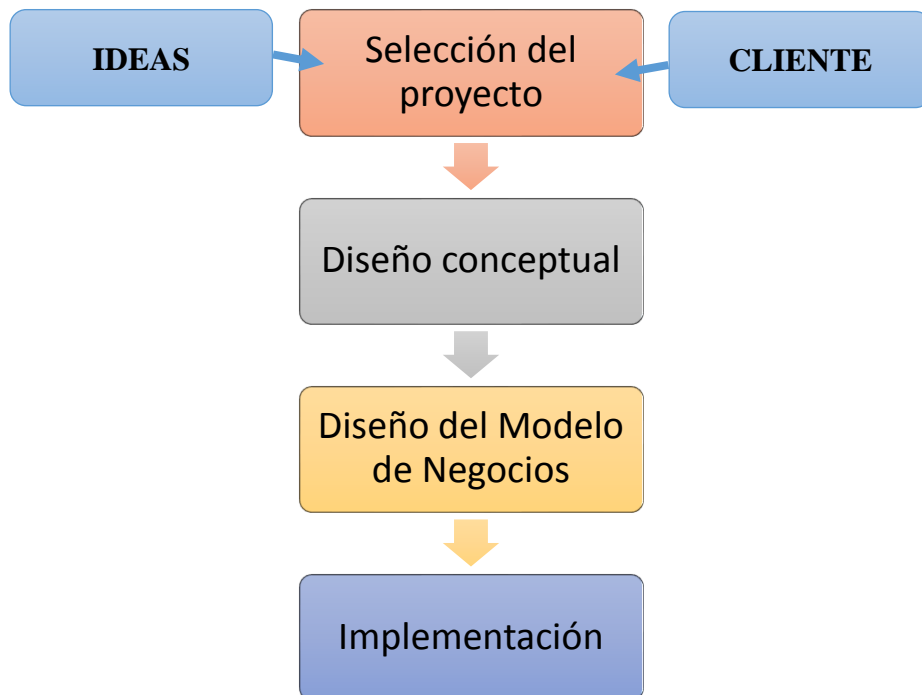 IDEAS
Selección del
proyecto
CLIENTE
Diseño conceptual
Diseño del Modelo
de Negocios
Implementación